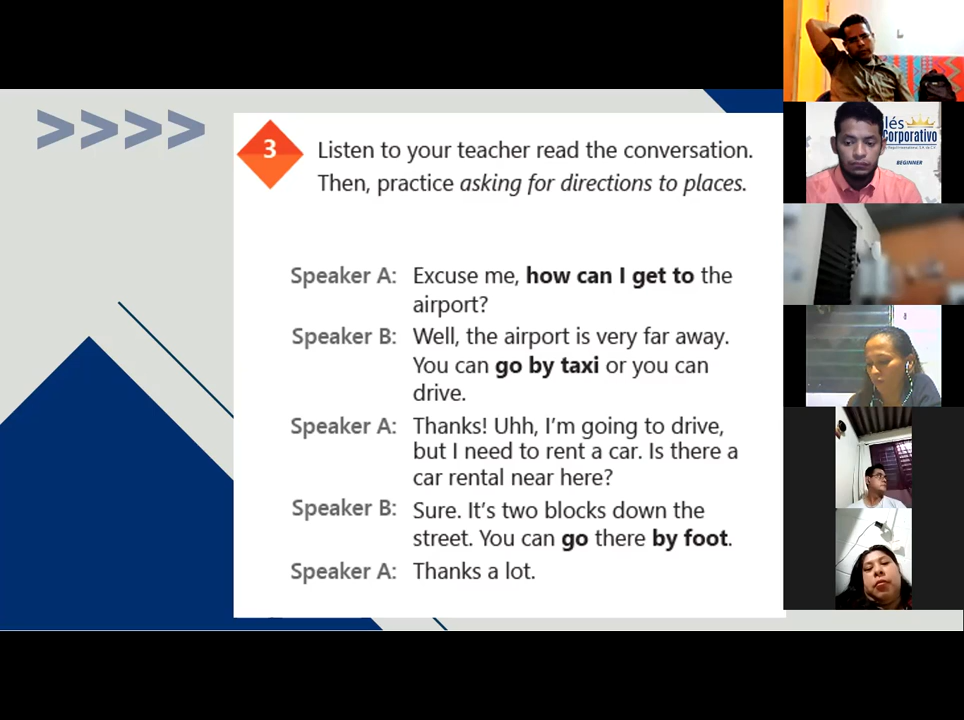 >>>>
3
Listen to your teacher read the conversation.
Then, practice asking for directions to places.
Speaker A: Excuse me, how can I get to the
airport?
Speaker B: Well, the airport is very far away.
You can go by taxi or you can
drive.
Speaker A: Thanks! Uhh, I'm going to drive,
but I need to rent a car. Is there a
car rental near here?
Speaker B: Sure. It's two blocks down the
street. You can go there by foot.
Speaker A: Thanks a lot.
lés
Corporativo
BEGINNER